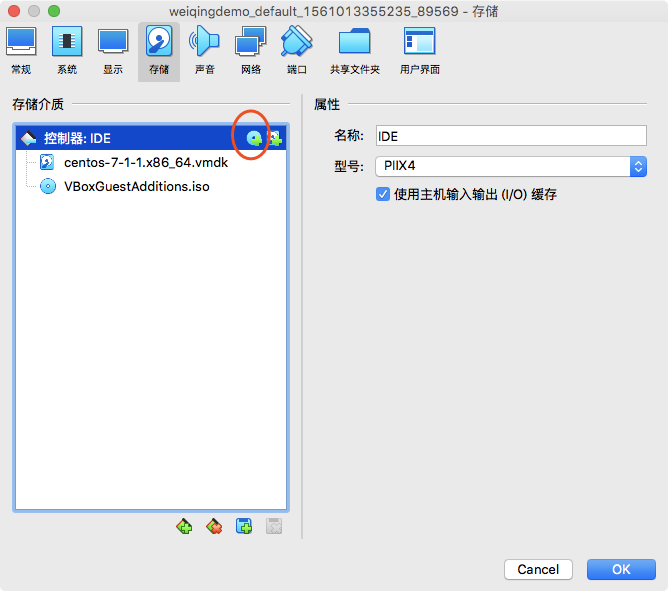 weiqingdemo_default_1561013355235_89569 - 存储
常规 系统 显示 存储 声音 网络 端口 共享文件夹 用户界面
存储介质
控制器: IDE
centos-7-1-1.x86_64.vmdk
VBoxGuestAdditions.iso
属性
名称: IDE
型号: PIIX4
使用主机输入输出 (I/O) 缓存
Cancel OK